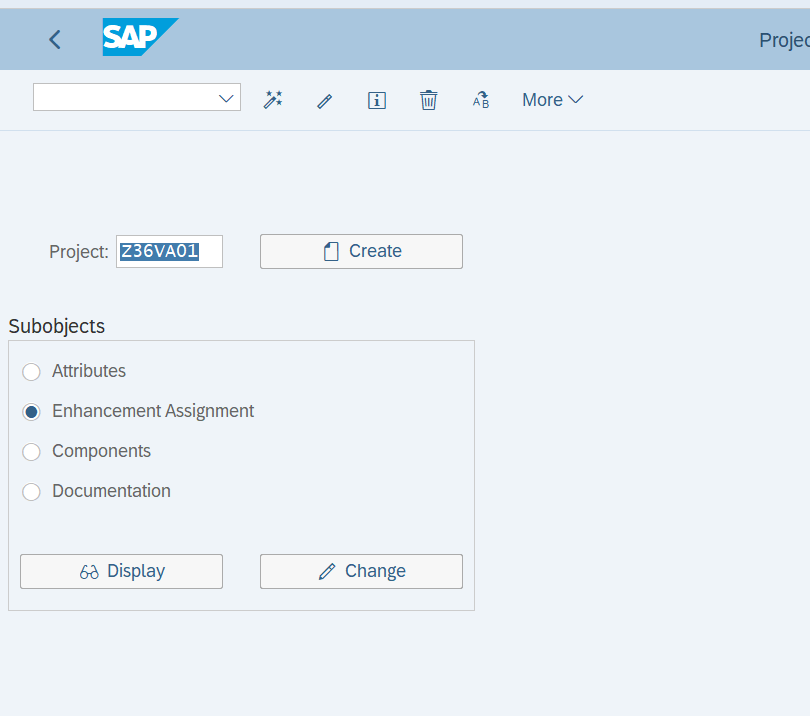 SAP
Projec
More
Project: Z36VA01 Create
Subobjects
Attributes
Enhancement Assignment
Components
Documentation
Display Change